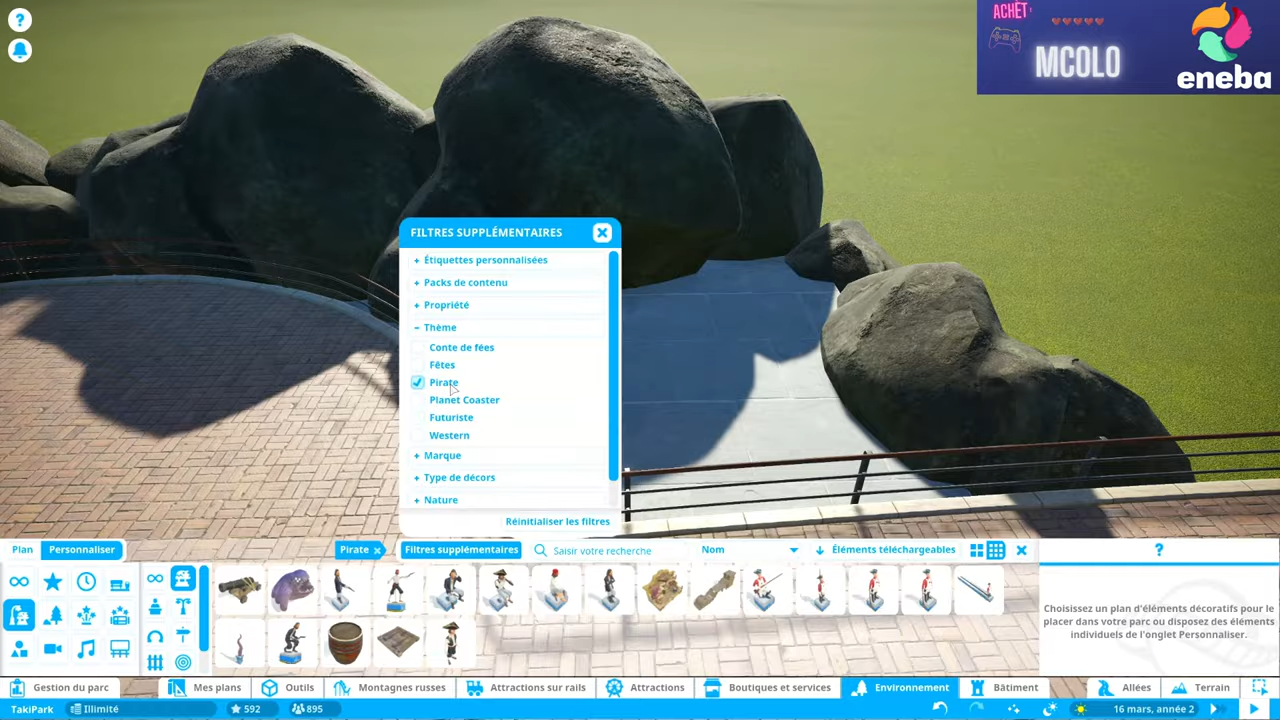 ?
ACHÈT
MCOLO
eneba
FILTRES SUPPLÉMENTAIRES
+ Étiquettes personnalisées
+ Packs de contenu
+ Propriété
− Thème
Conte de fées
Fêtes
Pirate
Planet Coaster
Futuriste
Western
+ Marque
+ Type de décors
+ Nature
Réinitialiser les filtres
Plan
Personnaliser
Pirate ×
Filtres supplémentaires
Saisir votre recherche
Nom
Éléments téléchargeables
?
Choisissez un plan d'éléments décoratifs pour le
placer dans votre parc ou disposez des éléments
individuels de l'onglet Personnaliser.
Gestion du parc
Mes plans
Outils
Montagnes russes
Attractions sur rails
Attractions
Boutiques et services
Environnement
Bâtiment
Allées
Terrain
TakiPark
Illimité
592
895
16 mars, année 2